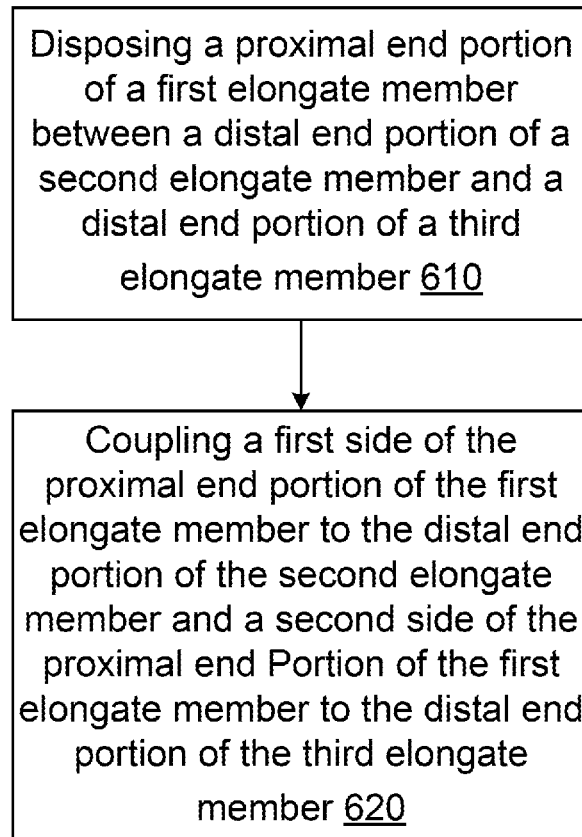 Disposing a proximal end portion
of a first elongate member
between a distal end portion of a
second elongate member and a
distal end portion of a third
elongate member 610
Coupling a first side of the
proximal end portion of the first
elongate member to the distal end
portion of the second elongate
member and a second side of the
proximal end Portion of the first
elongate member to the distal end
portion of the third elongate
member 620